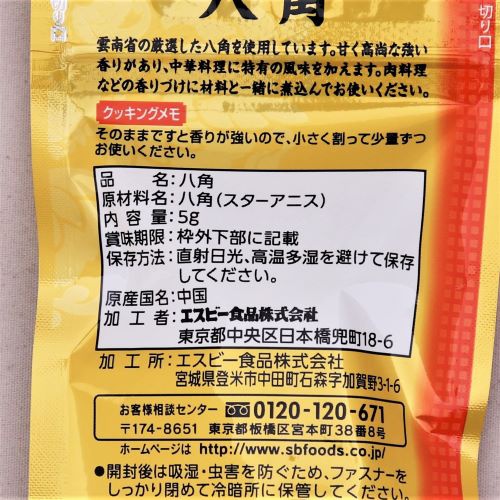 切り口
切り口
八角
雲南省の厳選した八角を使用しています。甘く高尚な強い
香りがあり、中華料理に特有の風味を加えます。肉料理
などの香りづけに材料と一緒に煮込んでお使いください。
クッキングメモ
そのままですと香りが強いので、小さく割って少量ずつ
お使いください。
品名:八角
原材料名:八角(スターアニス)
内容量:5g
賞味期限:枠外下部に記載
保存方法:直射日光、高温多湿を避けて保存
してください。
原産国名:中国
加工者:エスビー食品株式会社
東京都中央区日本橋兜町18-6
加工所:エスビー食品株式会社
宮城県登米市中田町石森字加賀野3-1-6
お客様相談センター 0120-120-671
〒174-8651 東京都板橋区宮本町38番8号
ホームページは http://www.sbfoods.co.jp
●開封後は吸湿・虫害を防ぐため、ファスナーを
しっかり閉めて冷暗所に保管してください。